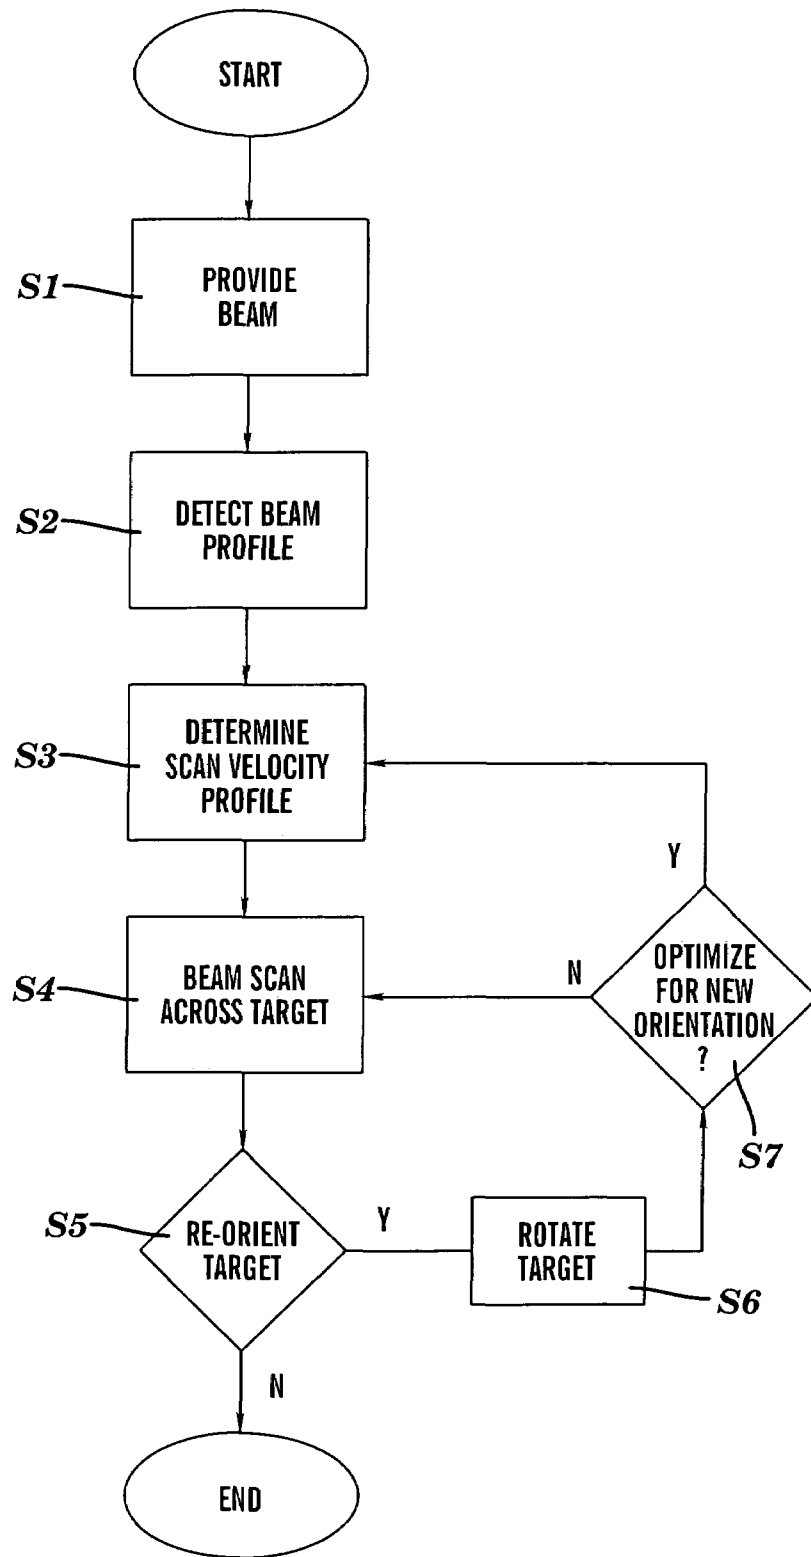 START
S1
PROVIDE
BEAM
S2
DETECT BEAM
PROFILE
S3
DETERMINE
SCAN VELOCITY
PROFILE
Y
S4
BEAM SCAN
ACROSS TARGET
N
OPTIMIZE
FOR NEW
ORIENTATION
?
S7
S5
RE-ORIENT
TARGET
Y
ROTATE
TARGET
S6
N
END